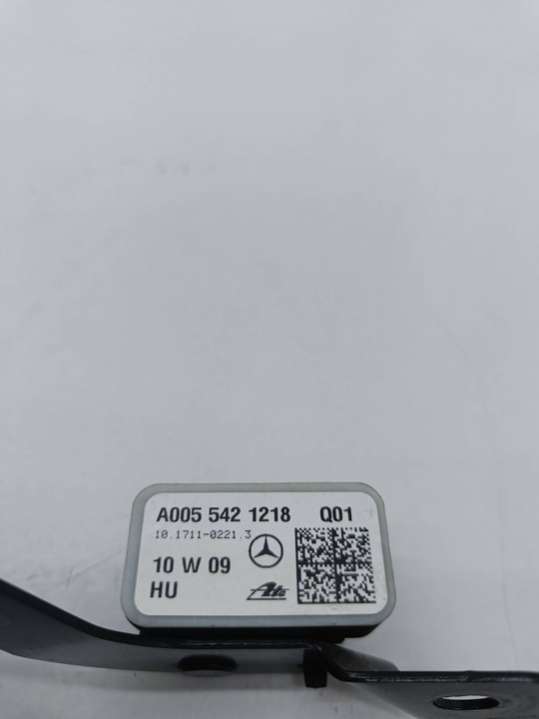 A005 542 1218 Q01
10.1711-0221.3
10 W 09
HU Ate